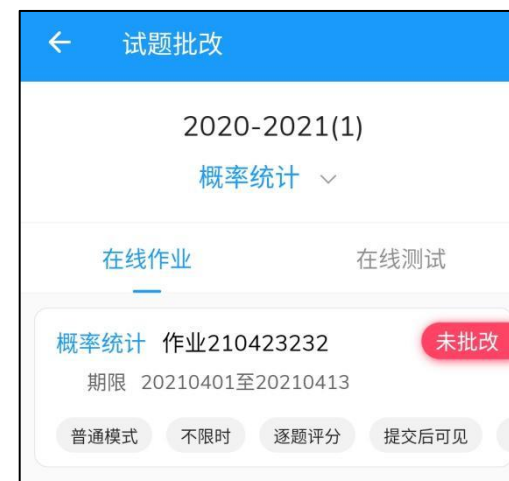 试题批改
2020-2021(1)
概率统计
在线作业 在线测试
概率统计 作业210423232 未批改
期限 20210401至20210413
普通模式 不限时 逐题评分 提交后可见